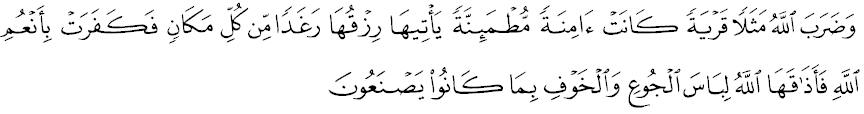 وَضَرَبَ ٱللَّهُ مَثَلٗا قَرۡيَةٗ كَانَتۡ ءَامِنَةٗ مُّطۡمَئِنَّةٗ يَأۡتِيهَا رِزۡقُهَا رَغَدٗا مِّن كُلِّ مَكَانٖ فَكَفَرَتۡ بِأَنۡعُمِ
ٱللَّهِ فَأَذَٰقَهَا ٱللَّهُ لِبَاسَ ٱلۡجُوعِ وَٱلۡخَوۡفِ بِمَا كَانُواْ يَصۡنَعُونَ